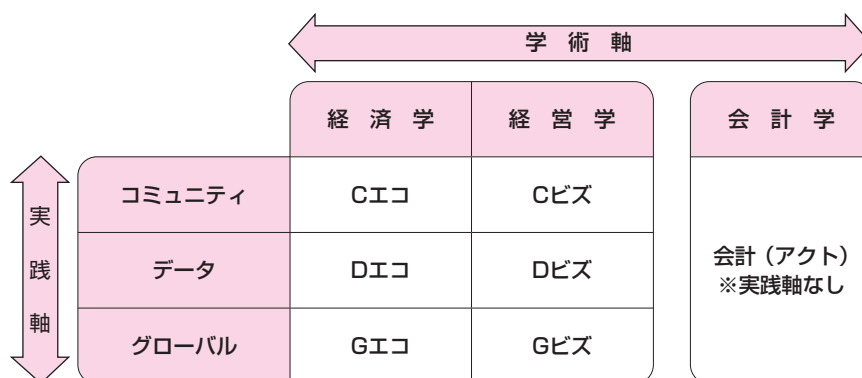 学術軸
経済学 経営学 会計学
実践軸
コミュニティ Cエコ Cビズ
データ Dエコ Dビズ
グローバル Gエコ Gビズ
会計（アクト）
※実践軸なし